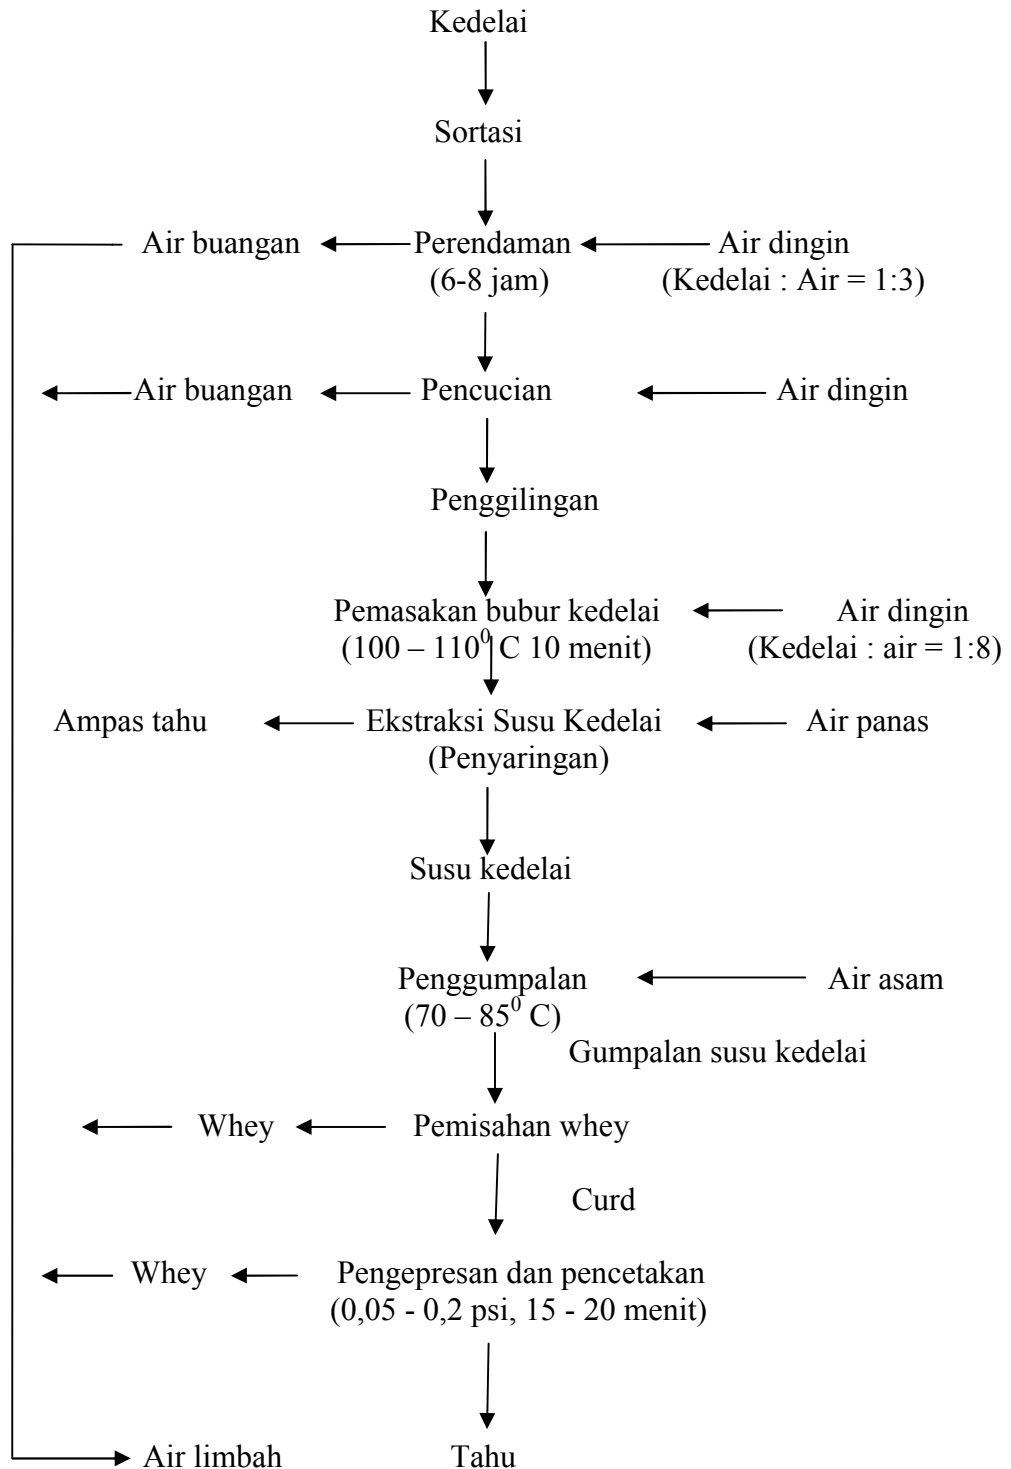 Kedelai
Sortasi
Air buangan Perendaman Air dingin
(6-8 jam) (Kedelai : Air = 1:3)
Air buangan Pencucian Air dingin
Penggilingan
Pemasakan bubur kedelai Air dingin
(100 – 110⁰ C 10 menit) (Kedelai : air = 1:8)
Ampas tahu Ekstraksi Susu Kedelai Air panas
(Penyaringan)
Susu kedelai
Penggumpalan Air asam
(70 – 85⁰ C)
Gumpalan susu kedelai
Whey Pemisahan whey
Curd
Whey Pengepresan dan pencetakan
(0,05 - 0,2 psi, 15 - 20 menit)
Air limbah Tahu